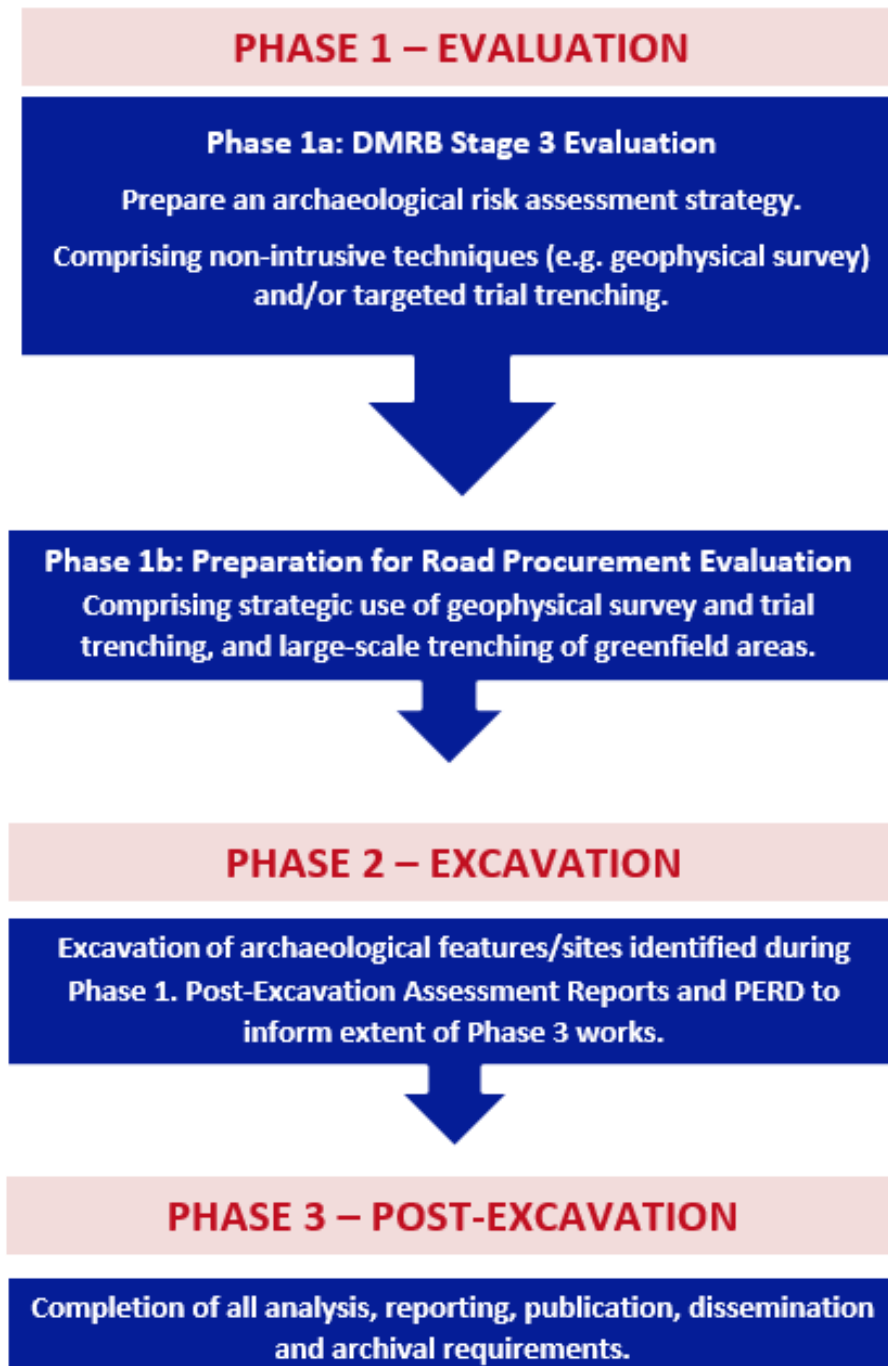 PHASE 1 – EVALUATION
Phase 1a: DMRB Stage 3 Evaluation
Prepare an archaeological risk assessment strategy.
Comprising non-intrusive techniques (e.g. geophysical survey)
and/or targeted trial trenching.
Phase 1b: Preparation for Road Procurement Evaluation
Comprising strategic use of geophysical survey and trial
trenching, and large-scale trenching of greenfield areas.
PHASE 2 – EXCAVATION
Excavation of archaeological features/sites identified during
Phase 1. Post-Excavation Assessment Reports and PERD to
inform extent of Phase 3 works.
PHASE 3 – POST-EXCAVATION
Completion of all analysis, reporting, publication, dissemination
and archival requirements.